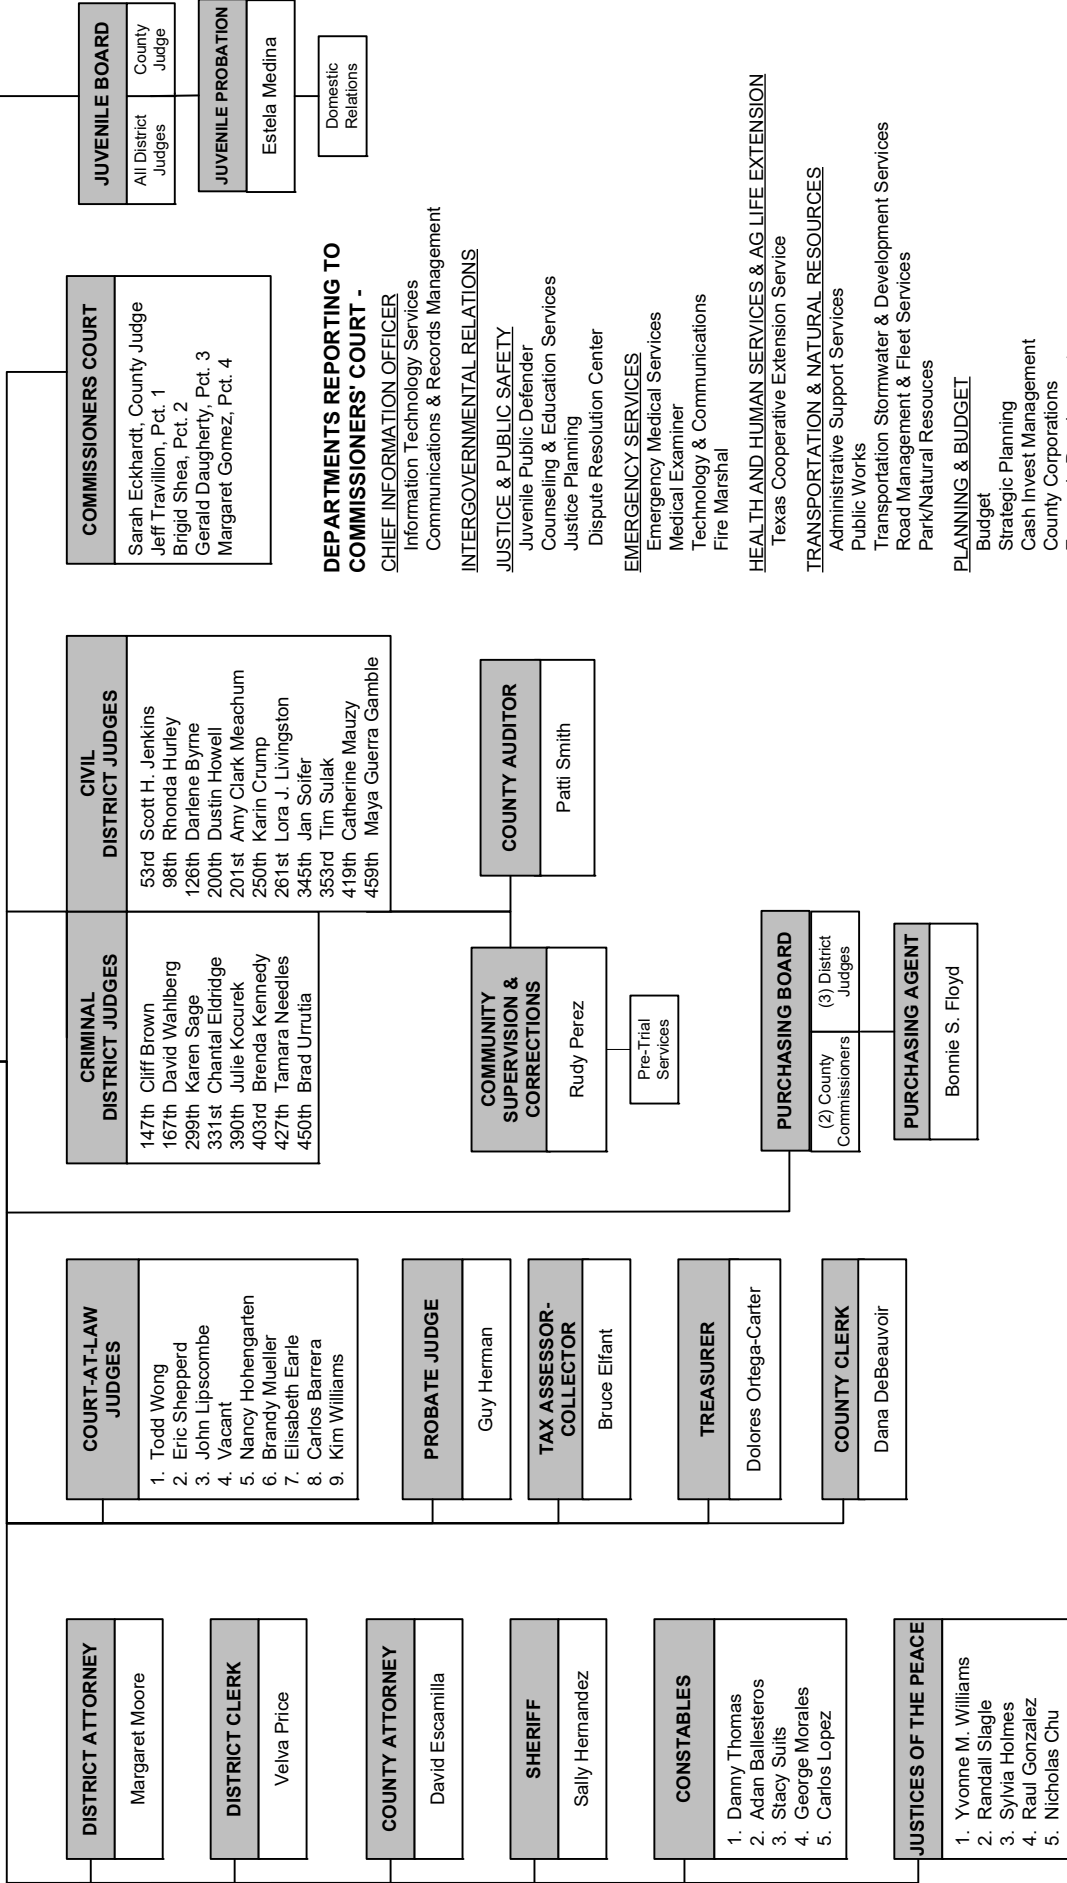 DISTRICT ATTORNEY
Margaret Moore
DISTRICT CLERK
Velva Price
COUNTY ATTORNEY
David Escamilla
SHERIFF
Sally Hernandez
CONSTABLES
1. Danny Thomas
2. Adan Ballesteros
3. Stacy Suits
4. George Morales
5. Carlos Lopez
JUSTICES OF THE PEACE
1. Yvonne M. Williams
2. Randall Slagle
3. Sylvia Holmes
4. Raul Gonzalez
5. Nicholas Chu
COURT-AT-LAW
JUDGES
1. Todd Wong
2. Eric Shepperd
3. John Lipscombe
4. Vacant
5. Nancy Hohengarten
6. Brandy Mueller
7. Elisabeth Earle
8. Carlos Barrera
9. Kim Williams
PROBATE JUDGE
Guy Herman
TAX ASSESSOR-
COLLECTOR
Bruce Elfant
TREASURER
Dolores Ortega-Carter
COUNTY CLERK
Dana DeBeauvoir
CRIMINAL
DISTRICT JUDGES
147th Cliff Brown
167th David Wahlberg
299th Karen Sage
331st Chantal Eldridge
390th Julie Kocurek
403rd Brenda Kennedy
427th Tamara Needles
450th Brad Urrutia
CIVIL
DISTRICT JUDGES
53rd Scott H. Jenkins
98th Rhonda Hurley
126th Darlene Byrne
200th Dustin Howell
201st Amy Clark Meachum
250th Karin Crump
261st Lora J. Livingston
345th Jan Soifer
353rd Tim Sulak
419th Catherine Mauzy
459th Maya Guerra Gamble
COMMUNITY
SUPERVISION &
CORRECTIONS
Rudy Perez
Pre-Trial
Services
COUNTY AUDITOR
Patti Smith
PURCHASING BOARD
(2) County
Commissioners
(3) District
Judges
PURCHASING AGENT
Bonnie S. Floyd
COMMISSIONERS COURT
Sarah Eckhardt, County Judge
Jeff Travillion, Pct. 1
Brigid Shea, Pct. 2
Gerald Daugherty, Pct. 3
Margaret Gomez, Pct. 4
DEPARTMENTS REPORTING TO
COMMISSIONERS' COURT -
CHIEF INFORMATION OFFICER
Information Technology Services
Communications & Records Management
INTERGOVERNMENTAL RELATIONS
JUSTICE & PUBLIC SAFETY
Juvenile Public Defender
Counseling & Education Services
Justice Planning
Dispute Resolution Center
EMERGENCY SERVICES
Emergency Medical Services
Medical Examiner
Technology & Communications
Fire Marshal
HEALTH AND HUMAN SERVICES & AG LIFE EXTENSION
Texas Cooperative Extension Service
TRANSPORTATION & NATURAL RESOURCES
Administrative Support Services
Public Works
Transportation Stormwater & Development Services
Road Management & Fleet Services
Park/Natural Resouces
PLANNING & BUDGET
Budget
Strategic Planning
Cash Invest Management
County Corporations
JUVENILE BOARD
All District
Judges
County
Judge
JUVENILE PROBATION
Estela Medina
Domestic
Relations